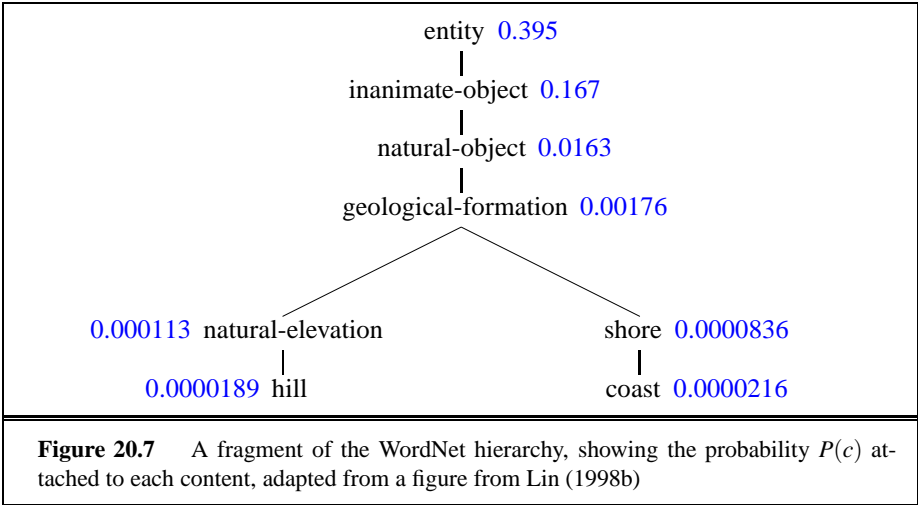 entity 0.395
inanimate-object 0.167
natural-object 0.0163
geological-formation 0.00176
0.000113 natural-elevation shore 0.0000836
0.0000189 hill coast 0.0000216
Figure 20.7 A fragment of the WordNet hierarchy, showing the probability P(c) at-
tached to each content, adapted from a figure from Lin (1998b)